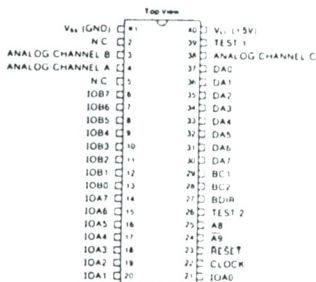 Top view
Vss (GND) 1 40 Vcc (+5V)
N.C. 2 39 TEST 1
ANALOG CHANNEL B 3 38 ANALOG CHANNEL C
ANALOG CHANNEL A 4 37 DA0
N.C. 5 36 DA1
IOB7 6 35 DA2
IOB6 7 34 DA3
IOB5 8 33 DA4
IOB4 9 32 DA5
IOB3 10 31 DA6
IOB2 11 30 DA7
IOB1 12 29 BC1
IOB0 13 28 BC2
IOA7 14 27 BDIR
IOA6 15 26 TEST 2
IOA5 16 25 A8
IOA4 17 24 A̅9̅
IOA3 18 23 R̅E̅S̅E̅T̅
IOA2 19 22 CLOCK
IOA1 20 21 IOA0